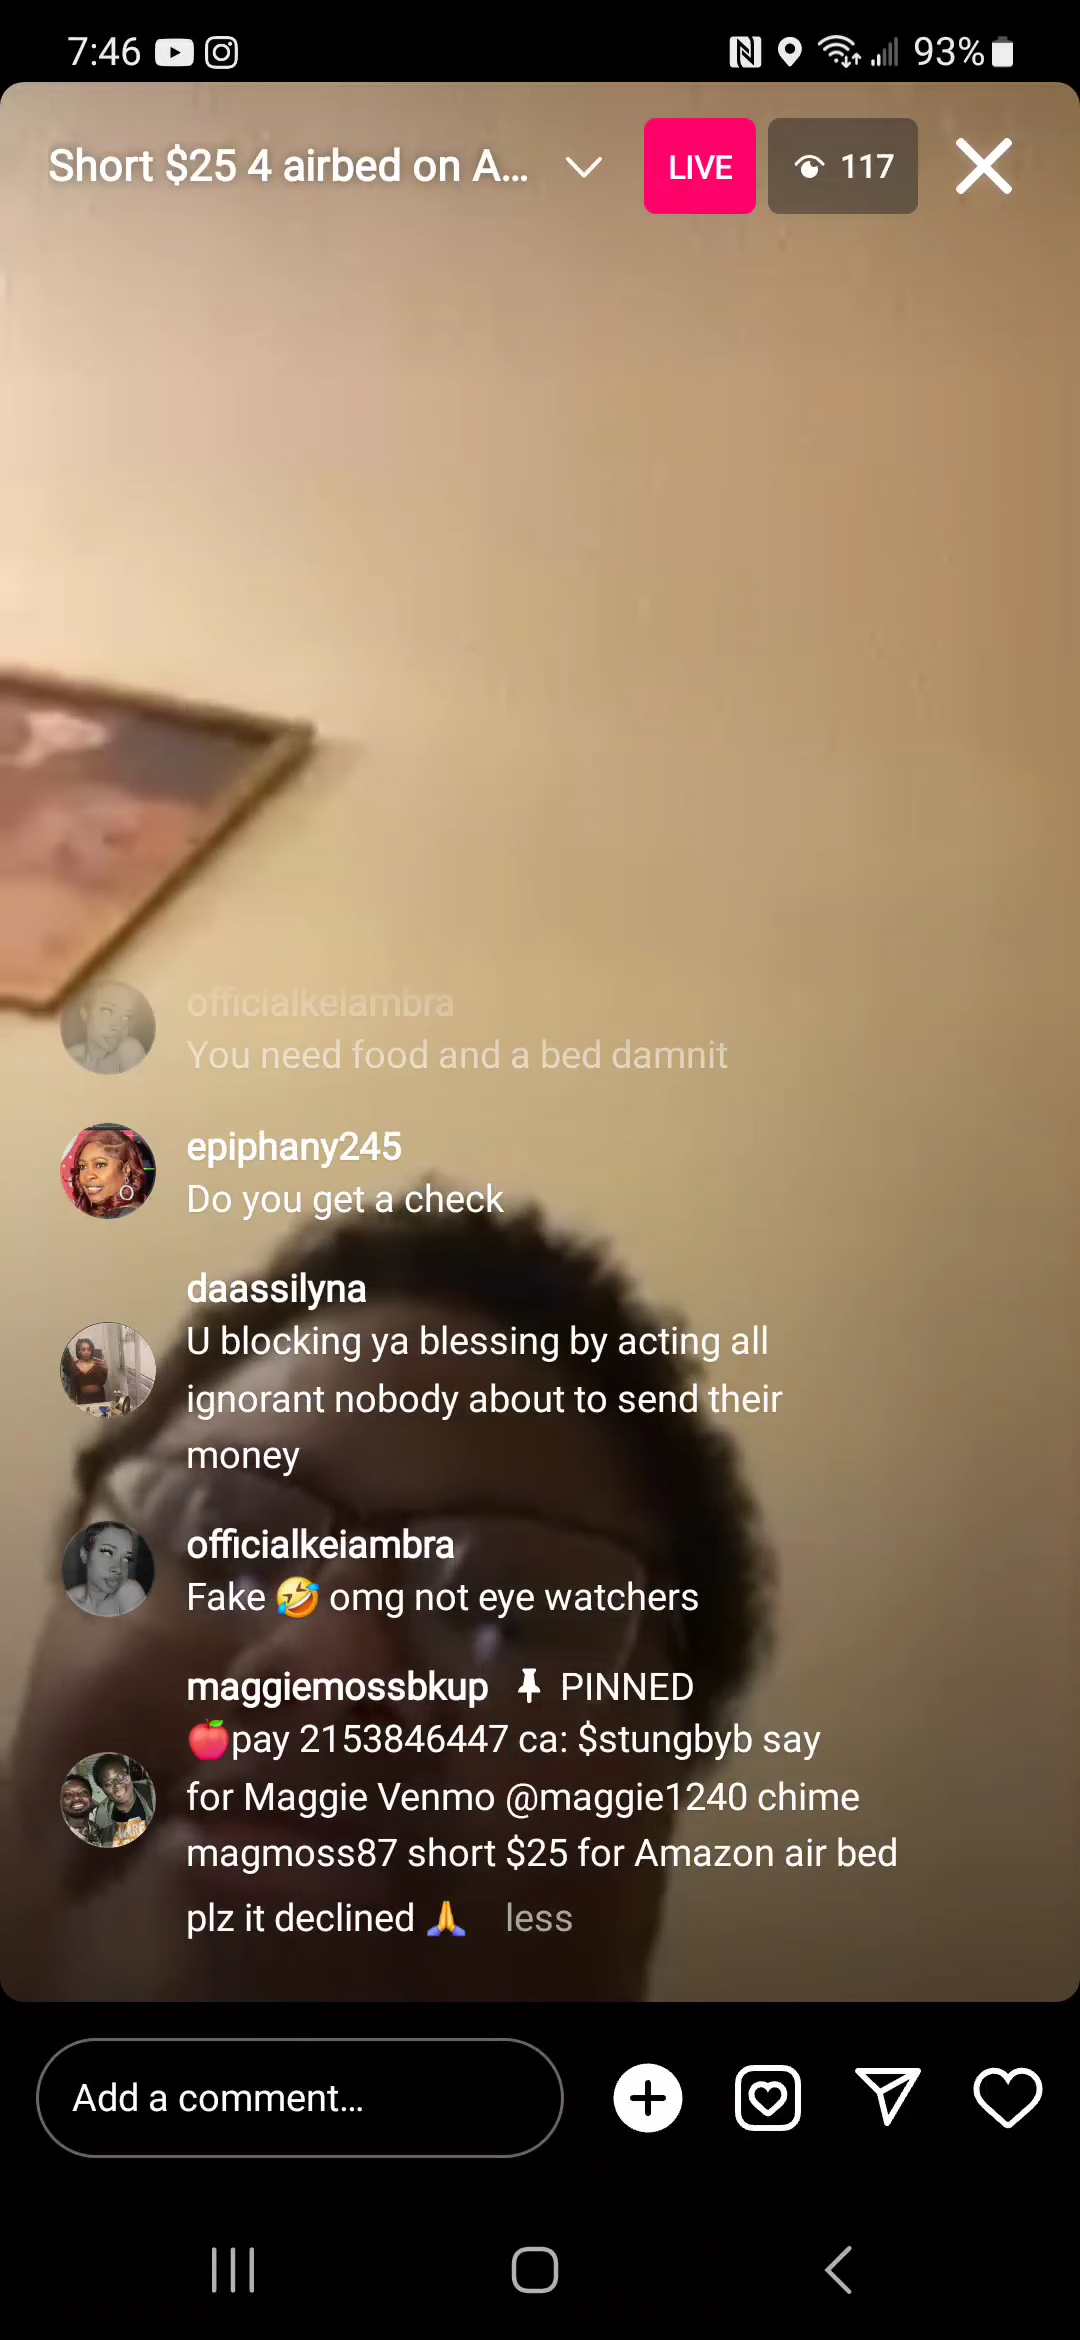 7:46
93%
Short $25 4 airbed on A...
LIVE
117
officialkeiambra
You need food and a bed damnit
epiphany245
Do you get a check
daassilyna
U blocking ya blessing by acting all
ignorant nobody about to send their
money
officialkeiambra
Fake 🤣 omg not eye watchers
maggiemossbkup 📌 PINNED
🍎pay 2153846447 ca: $stungbyb say
for Maggie Venmo @maggie1240 chime
magmoss87 short $25 for Amazon air bed
plz it declined 🙏 less
Add a comment...